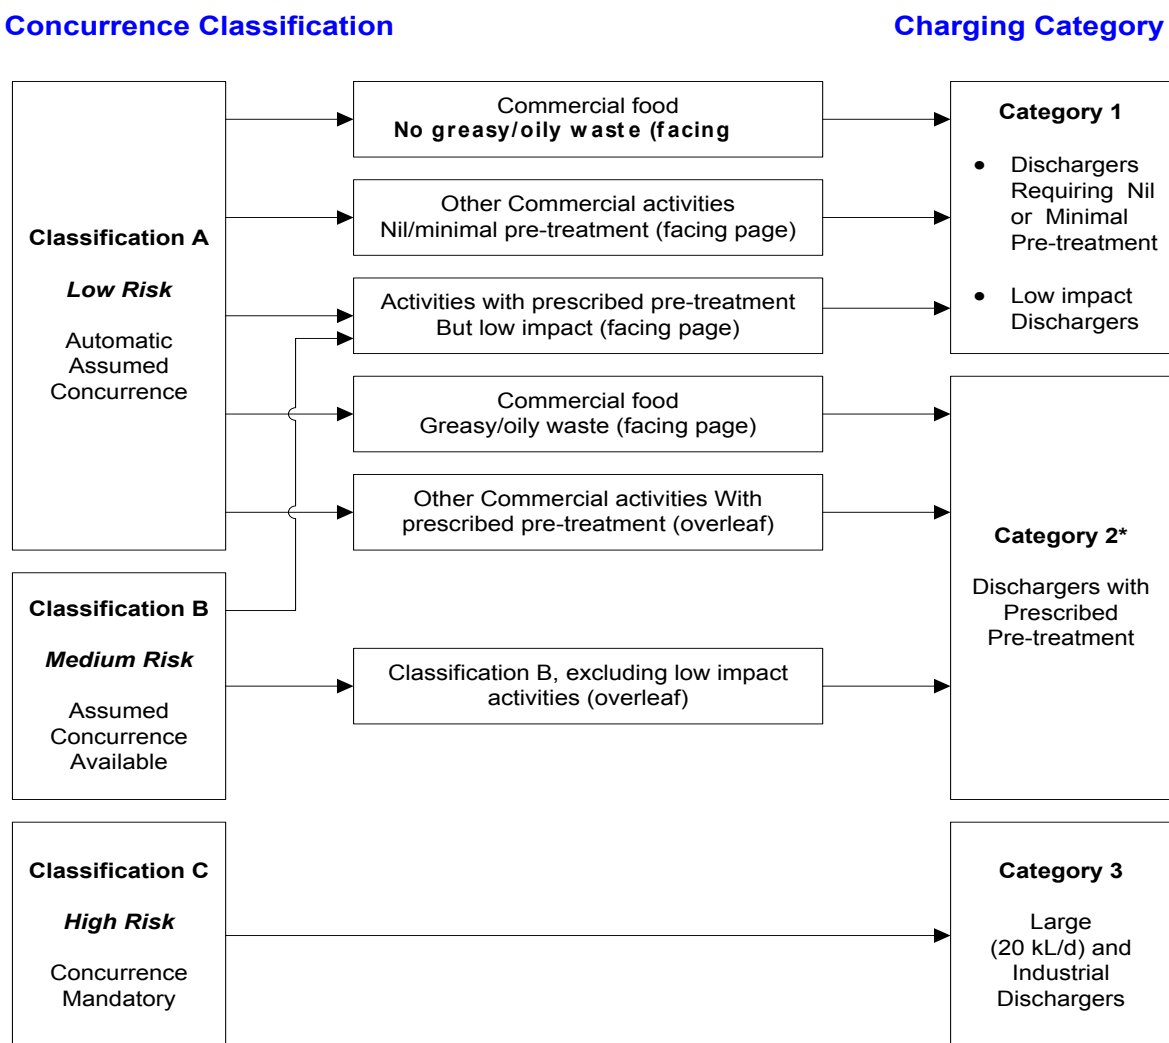 Concurrence Classification
Charging Category
Classification A
Low Risk
Automatic
Assumed
Concurrence
Classification B
Medium Risk
Assumed
Concurrence
Available
Classification C
High Risk
Concurrence
Mandatory
Commercial food
No greasy/oily waste (facing
Other Commercial activities
Nil/minimal pre-treatment (facing page)
Activities with prescribed pre-treatment
But low impact (facing page)
Commercial food
Greasy/oily waste (facing page)
Other Commercial activities With
prescribed pre-treatment (overleaf)
Classification B, excluding low impact
activities (overleaf)
Category 1
• Dischargers
Requiring Nil
or Minimal
Pre-treatment
• Low impact
Dischargers
Category 2*
Dischargers with
Prescribed
Pre-treatment
Category 3
Large
(20 kL/d) and
Industrial
Dischargers